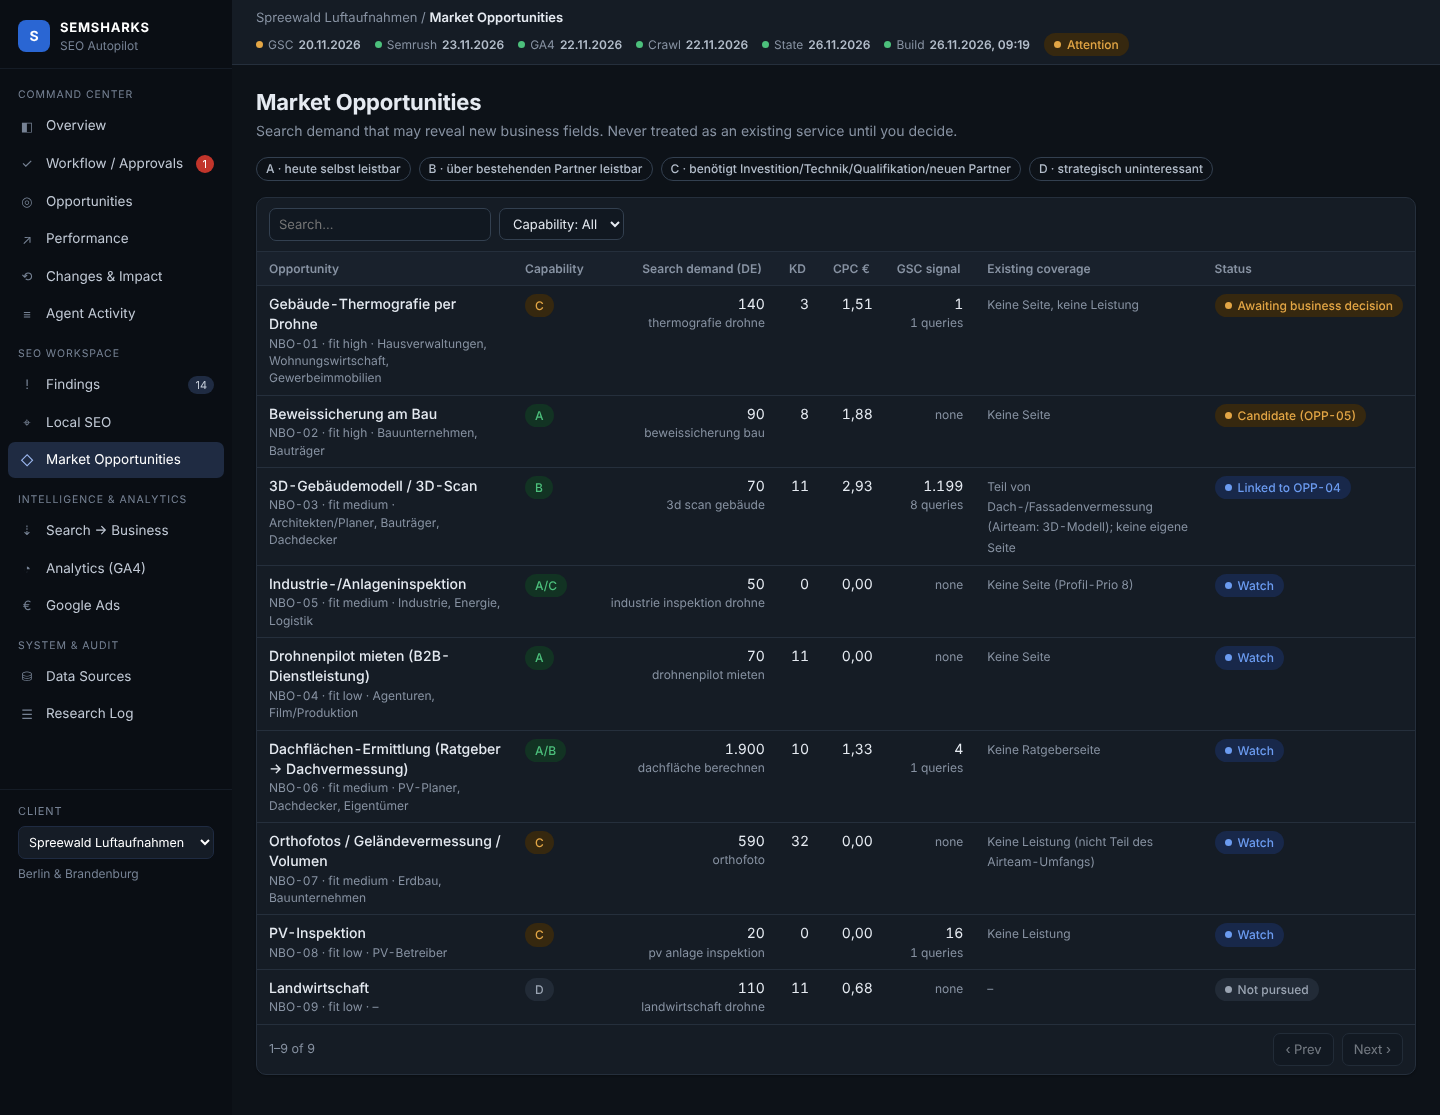 S
SEMSHARKS
SEO Autopilot
COMMAND CENTER
Overview
Workflow / Approvals 1
Opportunities
Performance
Changes & Impact
Agent Activity
SEO WORKSPACE
! Findings 14
Local SEO
Market Opportunities
INTELLIGENCE & ANALYTICS
Search → Business
Analytics (GA4)
€ Google Ads
SYSTEM & AUDIT
Data Sources
Research Log
CLIENT
Spreewald Luftaufnahmen
Berlin & Brandenburg
Spreewald Luftaufnahmen / Market Opportunities
GSC 20.11.2026 Semrush 23.11.2026 GA4 22.11.2026 Crawl 22.11.2026 State 26.11.2026 Build 26.11.2026, 09:19 Attention
Market Opportunities
Search demand that may reveal new business fields. Never treated as an existing service until you decide.
A · heute selbst leistbar B · über bestehenden Partner leistbar C · benötigt Investition/Technik/Qualifikation/neuen Partner D · strategisch uninteressant
Search... Capability: All
Opportunity Capability Search demand (DE) KD CPC € GSC signal Existing coverage Status
Gebäude-Thermografie per C 140 3 1,51 1 Keine Seite, keine Leistung Awaiting business decision
Drohne thermografie drohne 1 queries
NBO-01 · fit high · Hausverwaltungen,
Wohnungswirtschaft,
Gewerbeimmobilien
Beweissicherung am Bau A 90 8 1,88 none Keine Seite Candidate (OPP-05)
NBO-02 · fit high · Bauunternehmen, beweissicherung bau
Bauträger
3D-Gebäudemodell / 3D-Scan B 70 11 2,93 1.199 Teil von Linked to OPP-04
NBO-03 · fit medium · 3d scan gebäude 8 queries Dach-/Fassadenvermessung
Architekten/Planer, Bauträger, (Airteam: 3D-Modell); keine eigene
Dachdecker Seite
Industrie-/Anlageninspektion A/C 50 0 0,00 none Keine Seite (Profil-Prio 8) Watch
NBO-05 · fit medium · Industrie, Energie, industrie inspektion drohne
Logistik
Drohnenpilot mieten (B2B- A 70 11 0,00 none Keine Seite Watch
Dienstleistung) drohnenpilot mieten
NBO-04 · fit low · Agenturen,
Film/Produktion
Dachflächen-Ermittlung (Ratgeber A/B 1.900 10 1,33 4 Keine Ratgeberseite Watch
→ Dachvermessung) dachfläche berechnen 1 queries
NBO-06 · fit medium · PV-Planer,
Dachdecker, Eigentümer
Orthofotos / Geländevermessung / C 590 32 0,00 none Keine Leistung (nicht Teil des Watch
Volumen orthofoto Airteam-Umfangs)
NBO-07 · fit medium · Erdbau,
Bauunternehmen
PV-Inspektion C 20 0 0,00 16 Keine Leistung Watch
NBO-08 · fit low · PV-Betreiber pv anlage inspektion 1 queries
Landwirtschaft D 110 11 0,68 none – Not pursued
NBO-09 · fit low · – landwirtschaft drohne
1–9 of 9 ‹ Prev Next ›